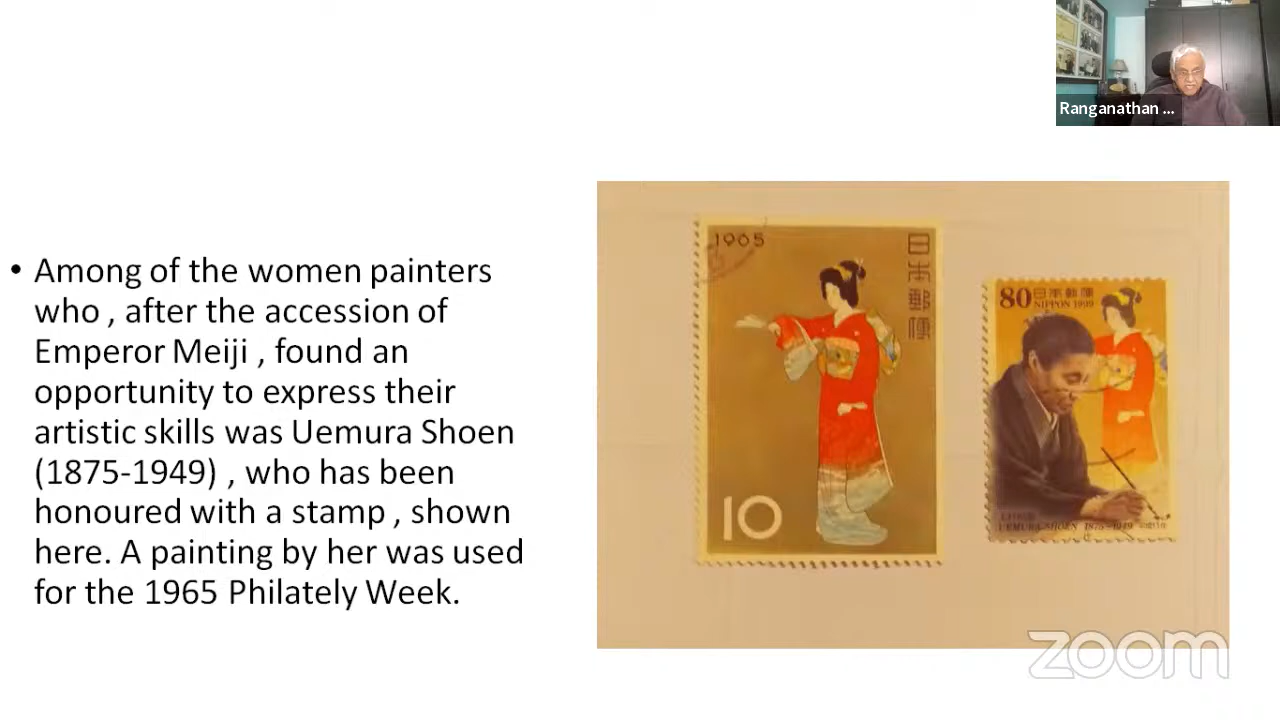 Ranganathan ...
• Among of the women painters
who , after the accession of
Emperor Meiji , found an
opportunity to express their
artistic skills was Uemura Shoen
(1875-1949) , who has been
honoured with a stamp , shown
here. A painting by her was used
for the 1965 Philately Week.
1965
日本郵便
10
80日本郵便
NIPPON 1999
UEMURA SHOEN 1875-1949
zoom